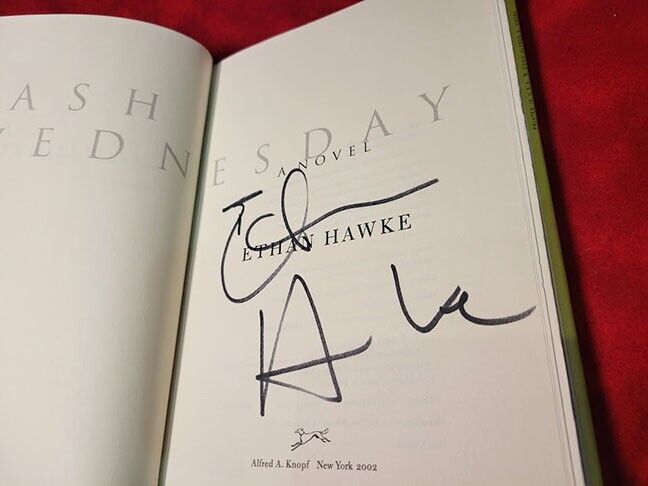 ASH
WEDNESDAY
A NOVEL
ETHAN HAWKE
Alfred A. Knopf New York 2002